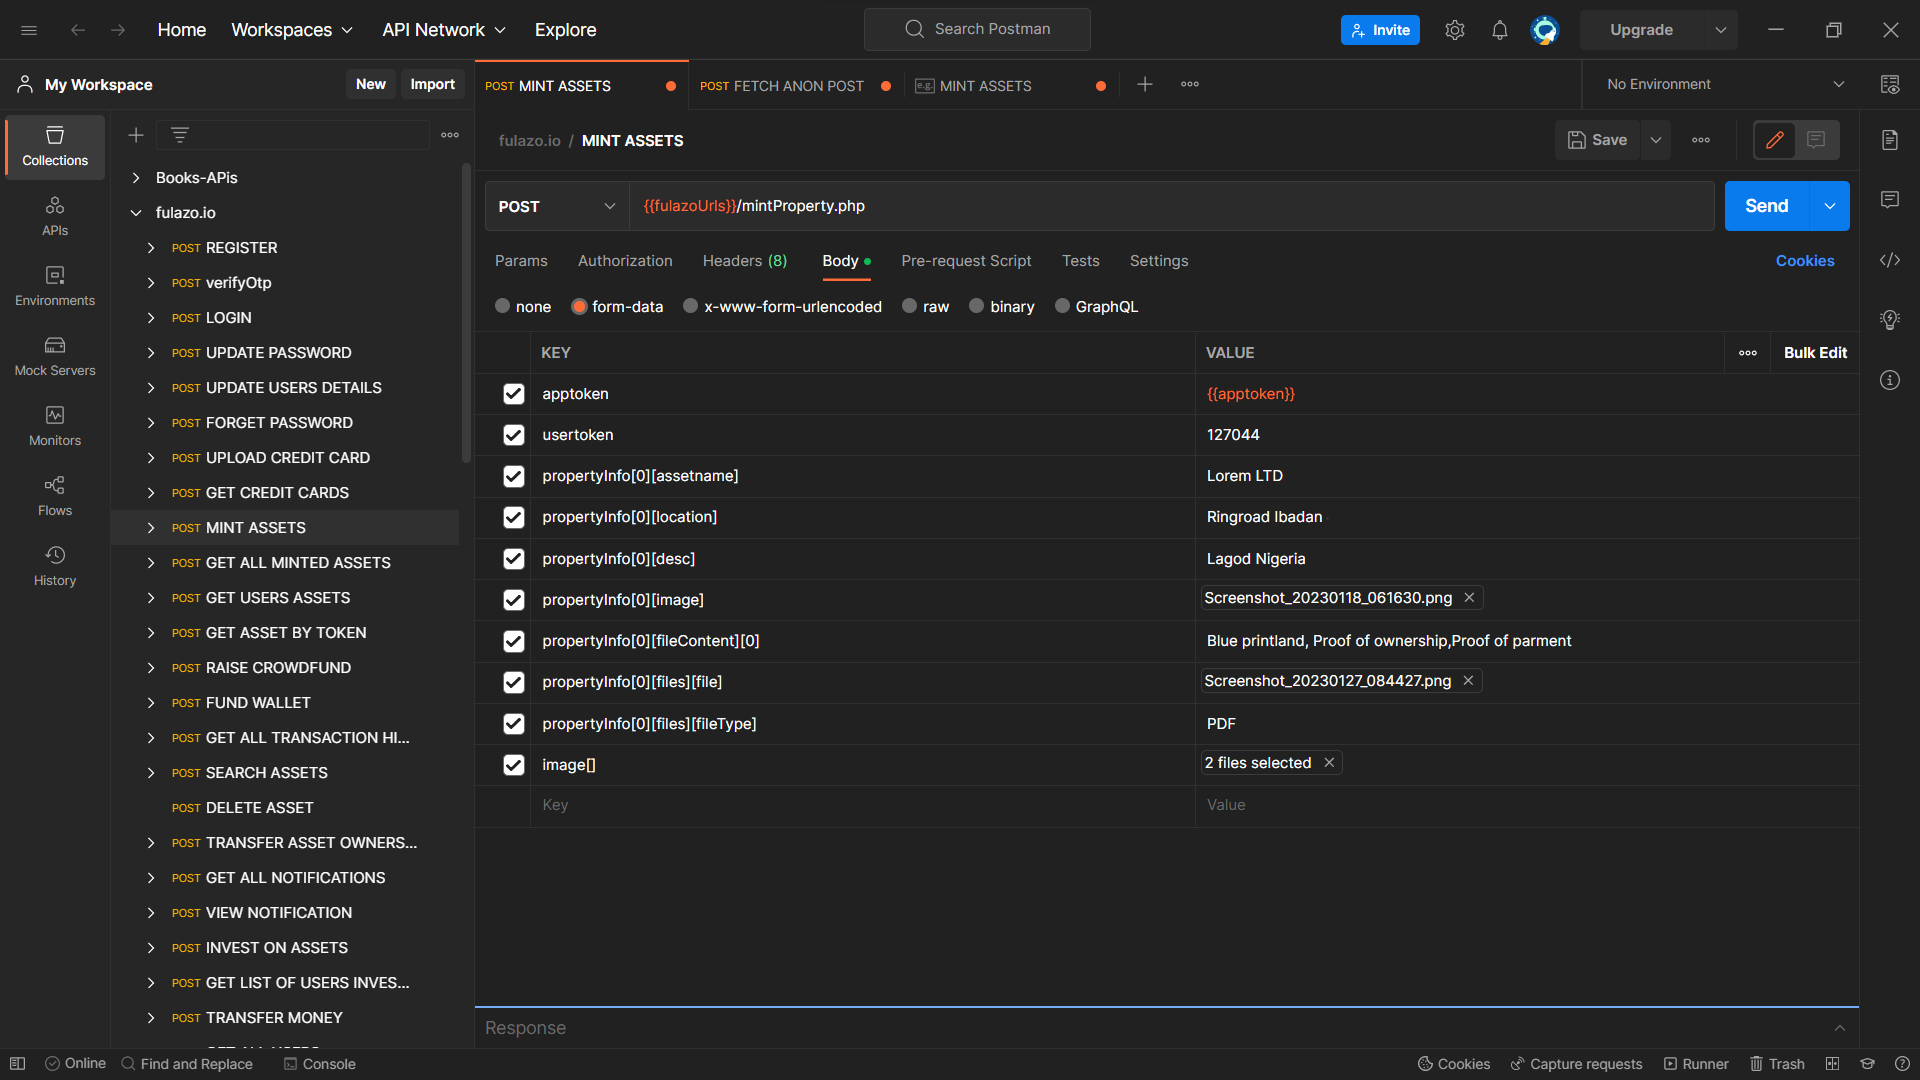 Home Workspaces API Network Explore Search Postman Invite Upgrade
My Workspace New Import POST MINT ASSETS POST FETCH ANON POST e.g. MINT ASSETS No Environment
Collections
APIs
Environments
Mock Servers
Monitors
Flows
History
Books-APIs
fulazo.io
POST REGISTER
POST verifyOtp
POST LOGIN
POST UPDATE PASSWORD
POST UPDATE USERS DETAILS
POST FORGET PASSWORD
POST UPLOAD CREDIT CARD
POST GET CREDIT CARDS
POST MINT ASSETS
POST GET ALL MINTED ASSETS
POST GET USERS ASSETS
POST GET ASSET BY TOKEN
POST RAISE CROWDFUND
POST FUND WALLET
POST GET ALL TRANSACTION HI...
POST SEARCH ASSETS
POST DELETE ASSET
POST TRANSFER ASSET OWNERS...
POST GET ALL NOTIFICATIONS
POST VIEW NOTIFICATION
POST INVEST ON ASSETS
POST GET LIST OF USERS INVES...
POST TRANSFER MONEY
fulazo.io / MINT ASSETS Save
POST {{fulazoUrls}}/mintProperty.php Send
Params Authorization Headers (8) Body Pre-request Script Tests Settings Cookies
none form-data x-www-form-urlencoded raw binary GraphQL
KEY VALUE Bulk Edit
apptoken {{apptoken}}
usertoken 127044
propertyInfo[0][assetname] Lorem LTD
propertyInfo[0][location] Ringroad Ibadan
propertyInfo[0][desc] Lagod Nigeria
propertyInfo[0][image] Screenshot_20230118_061630.png
propertyInfo[0][fileContent][0] Blue printland, Proof of ownership,Proof of parment
propertyInfo[0][files][file] Screenshot_20230127_084427.png
propertyInfo[0][files][fileType] PDF
image[] 2 files selected
Key Value
Response
Online Find and Replace Console Cookies Capture requests Runner Trash